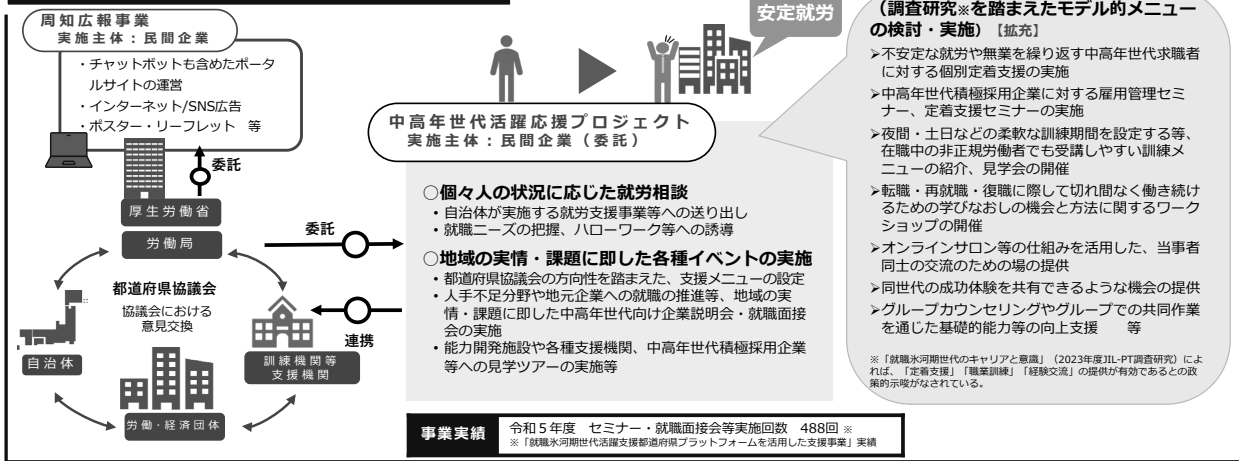 周知広報事業
実施主体：民間企業
・チャットボットも含めたポータ
ルサイトの運営
・インターネット/SNS広告
・ポスター・リーフレット　等
委託
厚生労働省
労働局
都道府県協議会
協議会における
意見交換
自治体
訓練機関等
支援機関
労働・経済団体
委託
連携
安定就労
中高年世代活躍応援プロジェクト
実施主体：民間企業（委託）
○個々人の状況に応じた就労相談
・自治体が実施する就労支援事業等への送り出し
・就職ニーズの把握、ハローワーク等への誘導
○地域の実情・課題に即した各種イベントの実施
・都道府県協議会の方向性を踏まえた、支援メニューの設定
・人手不足分野や地元企業への就職の推進等、地域の実
情・課題に即した中高年世代向け企業説明会・就職面接
会の実施
・能力開発施設や各種支援機関、中高年世代積極採用企業
等への見学ツアーの実施等
（調査研究※を踏まえたモデル的メニュー
の検討・実施）【拡充】
➢不安定な就労や無業を繰り返す中高年世代求職者
に対する個別定着支援の実施
➢中高年世代積極採用企業に対する雇用管理セミ
ナー、定着支援セミナーの実施
➢夜間・土日などの柔軟な訓練期間を設定する等、
在職中の非正規労働者でも受講しやすい訓練メ
ニューの紹介、見学会の開催
➢転職・再就職・復職に際して切れ間なく働き続け
るための学びなおしの機会と方法に関するワーク
ショップの開催
➢オンラインサロン等の仕組みを活用した、当事者
同士の交流のための場の提供
➢同世代の成功体験を共有できるような機会の提供
➢グループカウンセリングやグループでの共同作業
を通じた基礎的能力等の向上支援　　等
※「就職氷河期世代のキャリアと意識」（2023年度JIL-PT調査研究）によ
れば、「定着支援」「職業訓練」「経験交流」の提供が有効であるとの政
策的示唆がなされている。
事業実績
令和５年度　セミナー・就職面接会等実施回数　488回 ※
※「就職氷河期世代活躍支援都道府県プラットフォームを活用した支援事業」実績